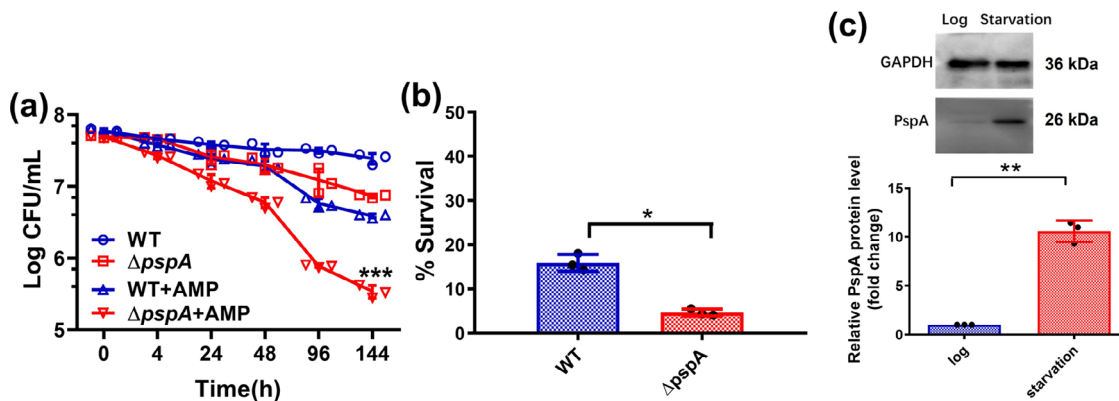 (a)
Log CFU/mL
8
7
6
5
WT
ΔpspA
WT+AMP
ΔpspA+AMP
***
0 4 24 48 96 144
Time(h)
(b)
% Survival
50
40
30
20
10
0
*
WT
ΔpspA
(c)
Log Starvation
GAPDH 36 kDa
PspA 26 kDa
Relative PspA protein level
(fold change)
15
10
5
0
**
log
starvation